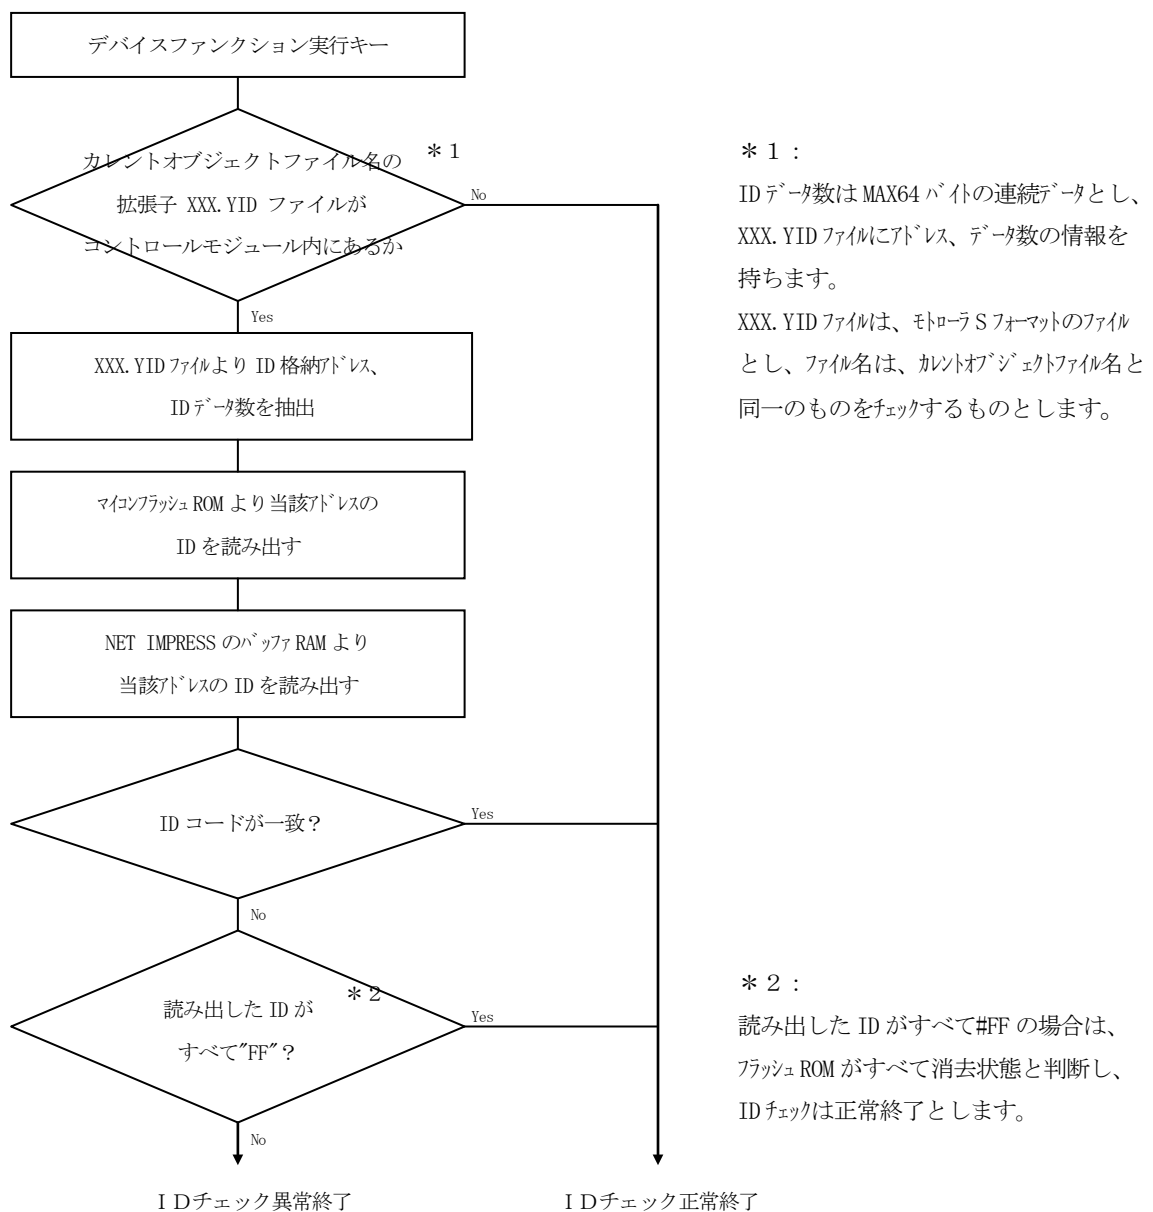 デバイスファンクション実行キー
カレントオブジェクトファイル名の
拡張子 XXX.YID ファイルが
コントロールモジュール内にあるか
＊１
No
Yes
XXX.YIDファイルより ID 格納アドレス、
IDデータ数を抽出
マイコンフラッシュROM より当該アドレスの
ID を読み出す
NET IMPRESS のバッファRAM より
当該アドレスの ID を読み出す
ID コードが一致？
Yes
No
読み出した ID が
すべて"FF"？
＊２
Yes
No
ＩＤチェック異常終了
ＩＤチェック正常終了
＊１：
IDデータ数は MAX64 バイトの連続データとし、
XXX.YIDファイルにアドレス、データ数の情報を
持ちます。
XXX.YIDファイルは、モトローラＳフォーマットのファイル
とし、ファイル名は、カレントオブジェクトファイル名と
同一のものをチェックするものとします。
＊２：
読み出した ID がすべて#FF の場合は、
フラッシュROM がすべて消去状態と判断し、
IDチェックは正常終了とします。